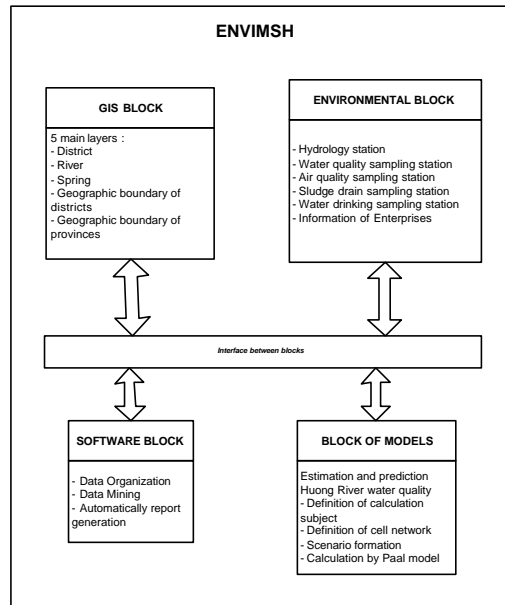 ENVIMSH
GIS BLOCK
5 main layers :
- District
- River
- Spring
- Geographic boundary of
districts
- Geographic boundary of
provinces
ENVIRONMENTAL BLOCK
- Hydrology station
- Water quality sampling station
- Air quality sampling station
- Sludge drain sampling station
- Water drinking sampling station
- Information of Enterprises
Interface between blocks
SOFTWARE BLOCK
- Data Organization
- Data Mining
- Automatically report
generation
BLOCK OF MODELS
Estimation and prediction
Huong River water quality
- Definition of calculation
subject
- Definition of cell network
- Scenario formation
- Calculation by Paal model